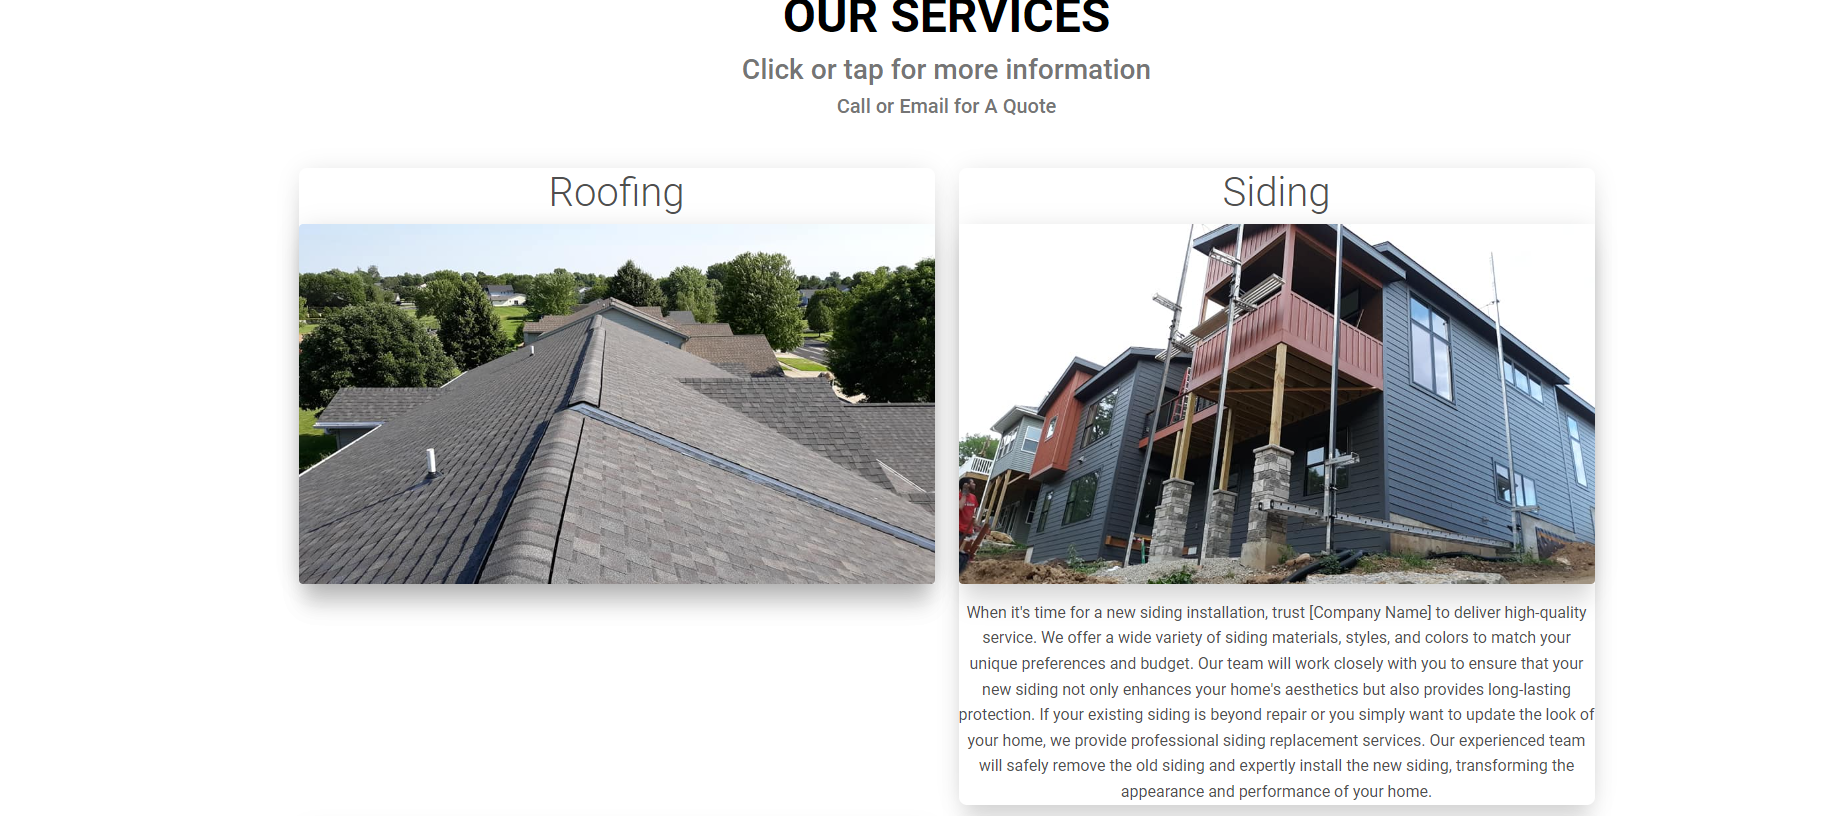 OUR SERVICES
Click or tap for more information
Call or Email for A Quote
Roofing
Siding
When it's time for a new siding installation, trust [Company Name] to deliver high-quality
service. We offer a wide variety of siding materials, styles, and colors to match your
unique preferences and budget. Our team will work closely with you to ensure that your
new siding not only enhances your home's aesthetics but also provides long-lasting
protection. If your existing siding is beyond repair or you simply want to update the look of
your home, we provide professional siding replacement services. Our experienced team
will safely remove the old siding and expertly install the new siding, transforming the
appearance and performance of your home.